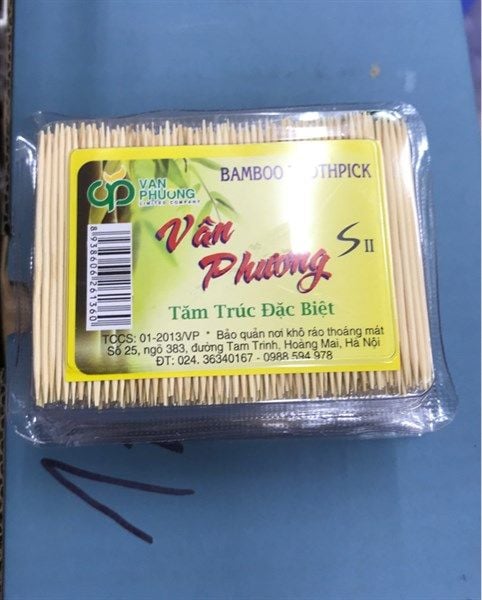 VAN PHUONG
LIMITED COMPANY
BAMBOO TOOTHPICK
Vân Phương S II
Tăm Trúc Đặc Biệt
8938606261360
TCCS: 01-2013/VP * Bảo quản nơi khô ráo thoáng mát
Số 25, ngõ 383, đường Tam Trinh, Hoàng Mai, Hà Nội
ĐT: 024. 36340167 - 0988 594 978